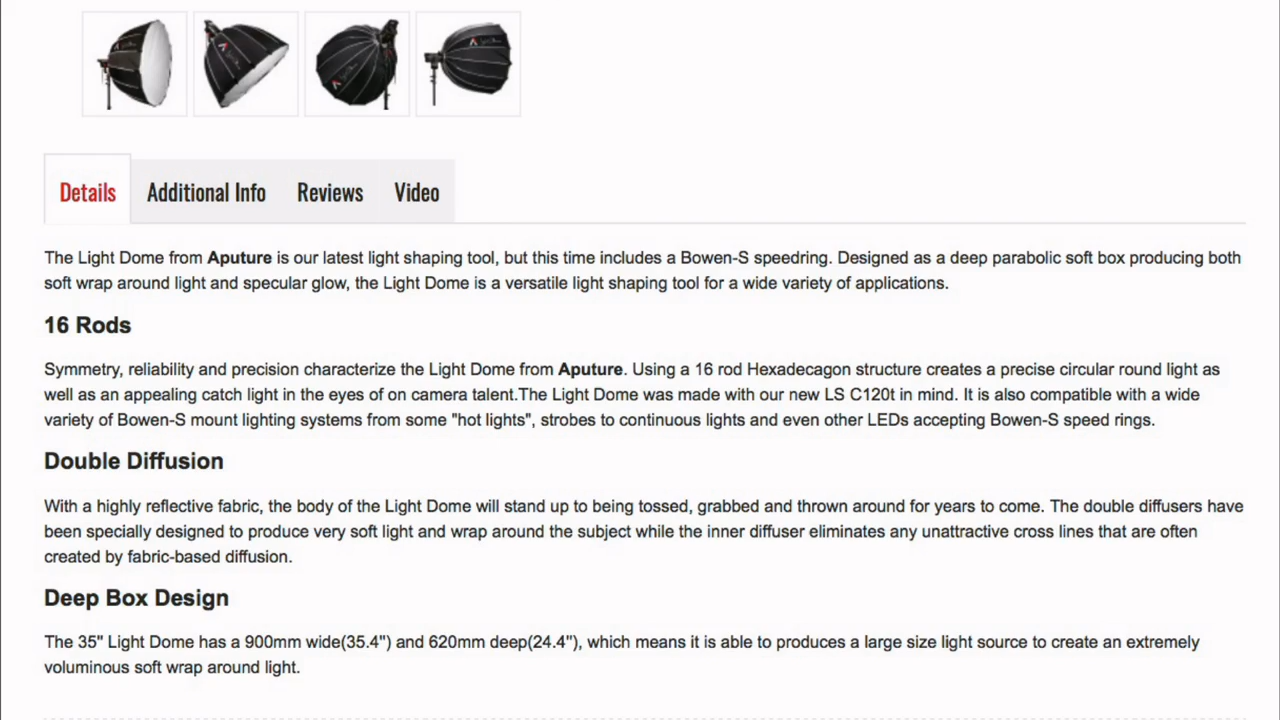 Details Additional Info Reviews Video
The Light Dome from Aputure is our latest light shaping tool, but this time includes a Bowen-S speedring. Designed as a deep parabolic soft box producing both
soft wrap around light and specular glow, the Light Dome is a versatile light shaping tool for a wide variety of applications.
16 Rods
Symmetry, reliability and precision characterize the Light Dome from Aputure. Using a 16 rod Hexadecagon structure creates a precise circular round light as
well as an appealing catch light in the eyes of on camera talent.The Light Dome was made with our new LS C120t in mind. It is also compatible with a wide
variety of Bowen-S mount lighting systems from some "hot lights", strobes to continuous lights and even other LEDs accepting Bowen-S speed rings.
Double Diffusion
With a highly reflective fabric, the body of the Light Dome will stand up to being tossed, grabbed and thrown around for years to come. The double diffusers have
been specially designed to produce very soft light and wrap around the subject while the inner diffuser eliminates any unattractive cross lines that are often
created by fabric-based diffusion.
Deep Box Design
The 35" Light Dome has a 900mm wide(35.4") and 620mm deep(24.4"), which means it is able to produces a large size light source to create an extremely
voluminous soft wrap around light.